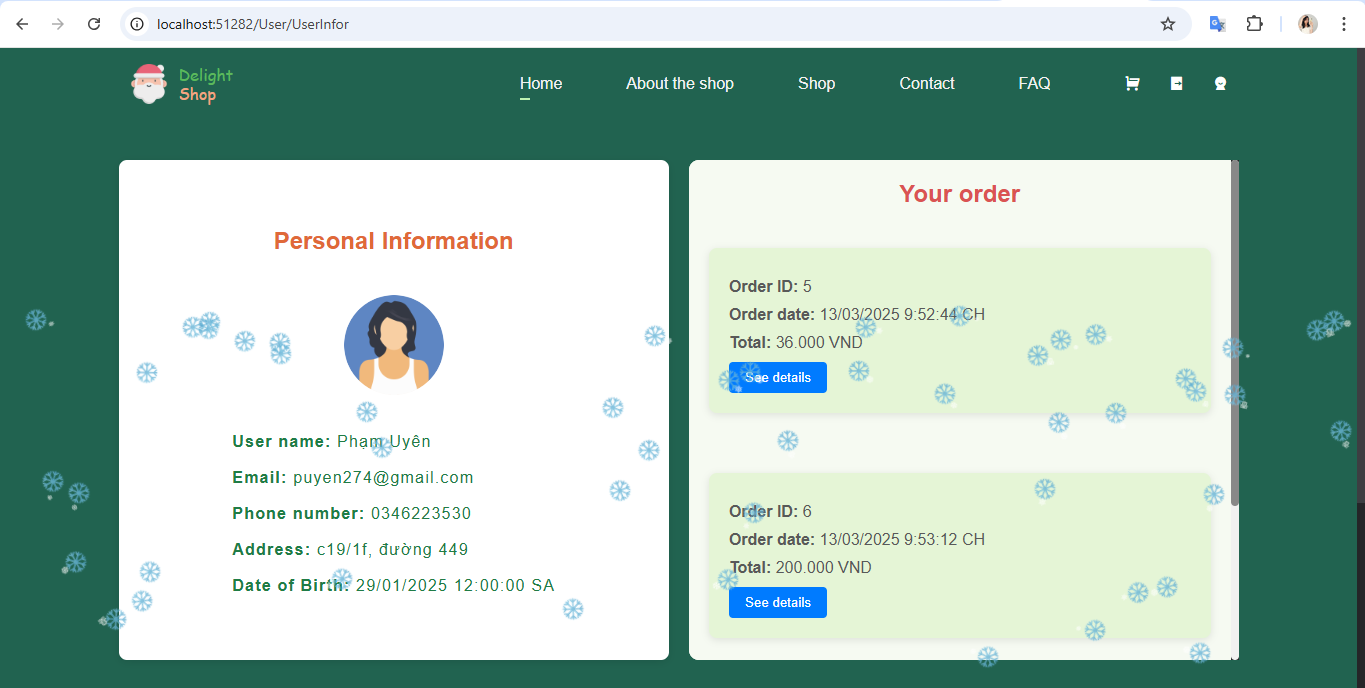 localhost:51282/User/UserInfor
Delight
Shop
Home
About the shop
Shop
Contact
FAQ
Personal Information
User name: Phạm Uyên
Email: puyen274@gmail.com
Phone number: 0346223530
Address: c19/1f, đường 449
Date of Birth: 29/01/2025 12:00:00 SA
Your order
Order ID: 5
Order date: 13/03/2025 9:52:44 CH
Total: 36.000 VND
See details
Order ID: 6
Order date: 13/03/2025 9:53:12 CH
Total: 200.000 VND
See details